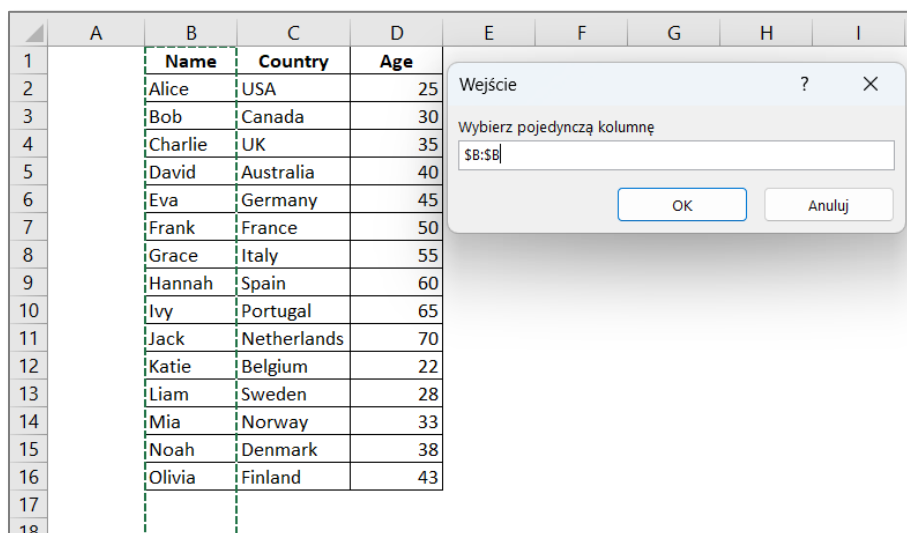 A B C D E F G H I
1 Name Country Age
2 Alice USA 25
3 Bob Canada 30
4 Charlie UK 35
5 David Australia 40
6 Eva Germany 45
7 Frank France 50
8 Grace Italy 55
9 Hannah Spain 60
10 Ivy Portugal 65
11 Jack Netherlands 70
12 Katie Belgium 22
13 Liam Sweden 28
14 Mia Norway 33
15 Noah Denmark 38
16 Olivia Finland 43
17
18
Wejście ?
Wybierz pojedynczą kolumnę
$B:$B
OK Anuluj